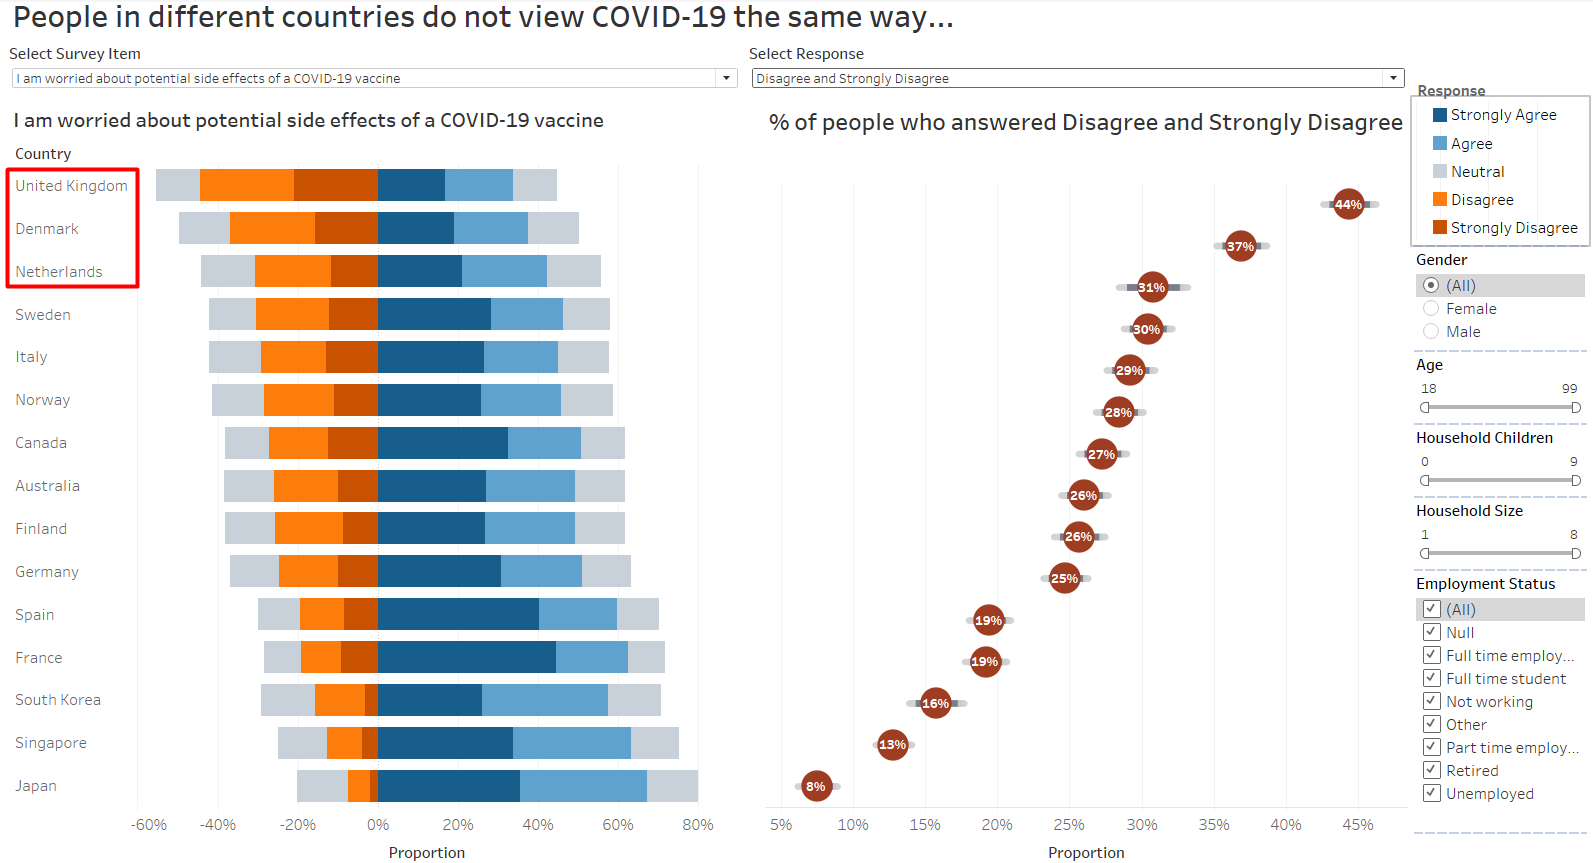 People in different countries do not view COVID-19 the same way...
Select Survey Item
I am worried about potential side effects of a COVID-19 vaccine
Select Response
Disagree and Strongly Disagree
I am worried about potential side effects of a COVID-19 vaccine
Country
United Kingdom
Denmark
Netherlands
Sweden
Italy
Norway
Canada
Australia
Finland
Germany
Spain
France
South Korea
Singapore
Japan
-60% -40% -20% 0% 20% 40% 60% 80%
Proportion
% of people who answered Disagree and Strongly Disagree
44%
37%
31%
30%
29%
28%
27%
26%
26%
25%
19%
19%
16%
13%
8%
5% 10% 15% 20% 25% 30% 35% 40% 45%
Proportion
Response
Strongly Agree
Agree
Neutral
Disagree
Strongly Disagree
Gender
(All)
Female
Male
Age
18 99
Household Children
0 9
Household Size
1 8
Employment Status
(All)
Null
Full time employ...
Full time student
Not working
Other
Part time employ...
Retired
Unemployed